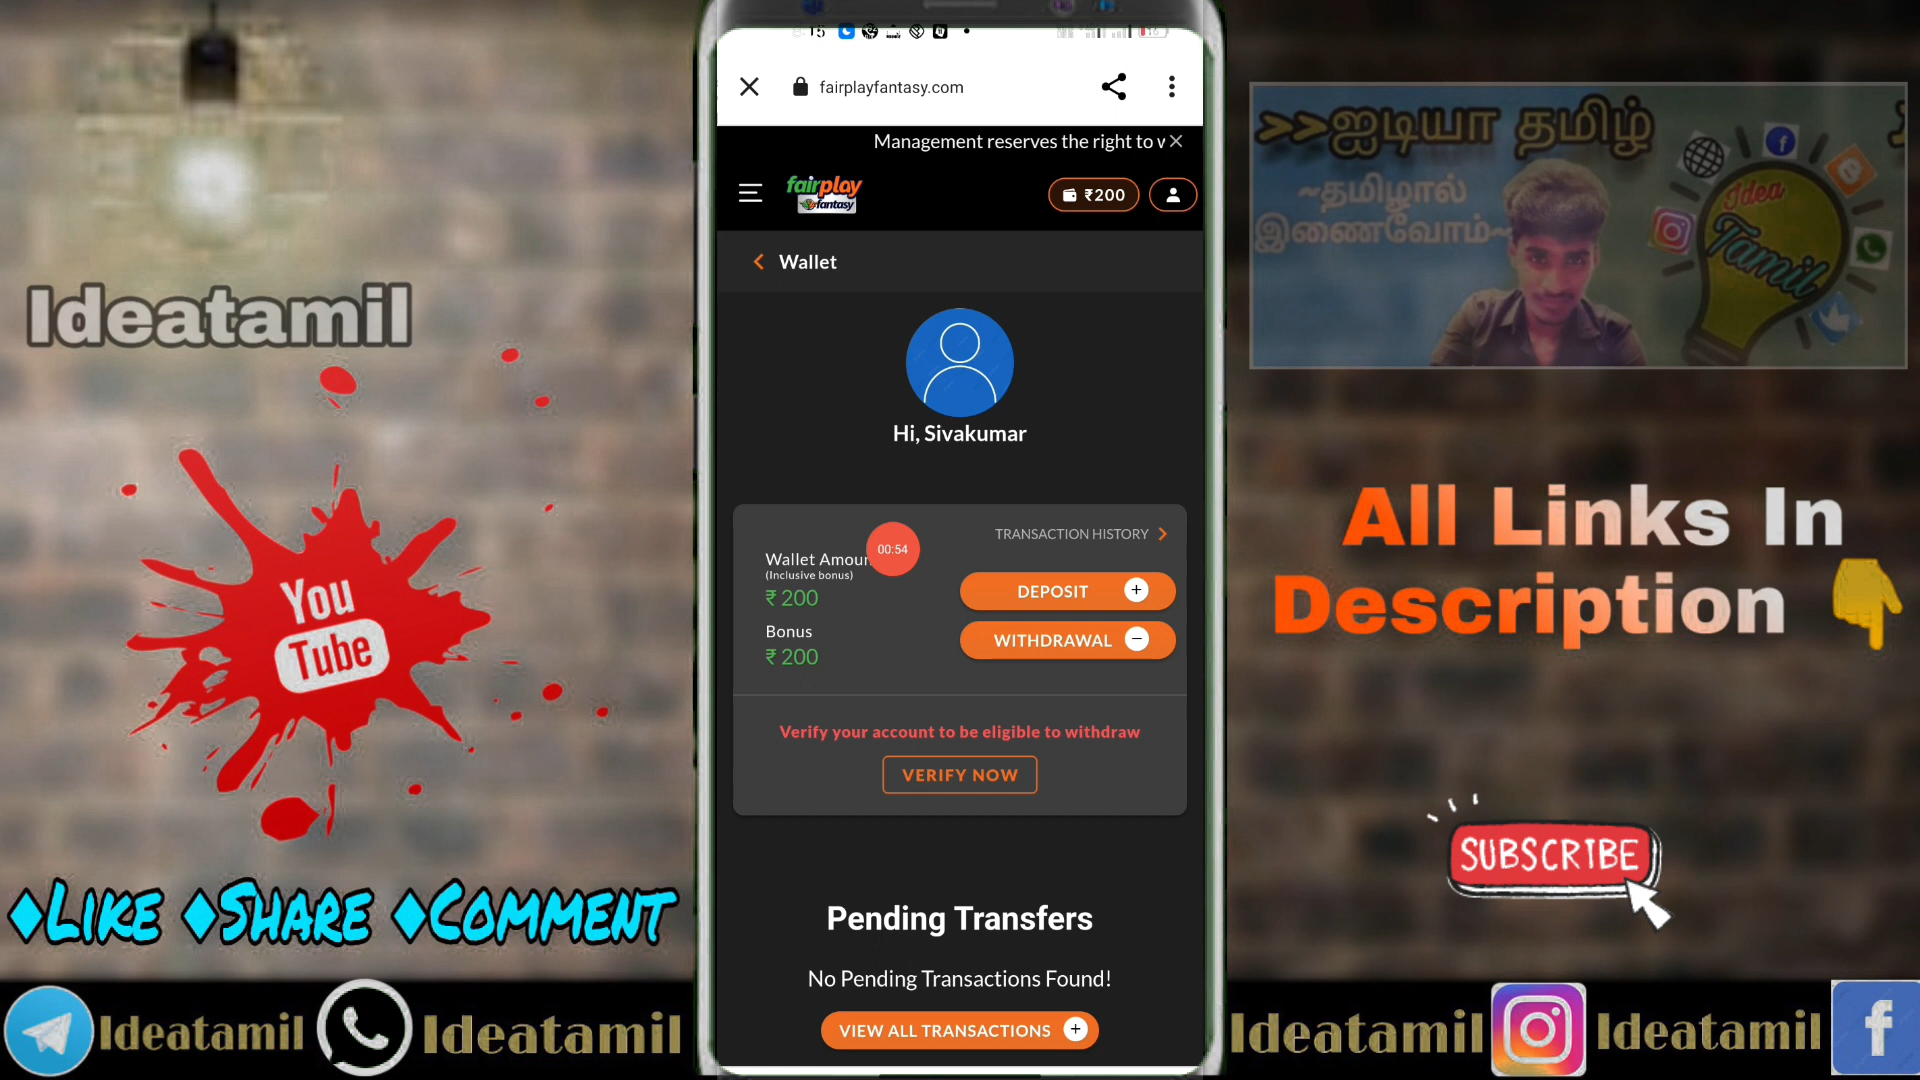 15
16
fairplayfantasy.com
Management reserves the right to
fairplay
fantasy
₹200
Wallet
Hi, Sivakumar
TRANSACTION HISTORY
00:54
Wallet Amoun
(Inclusive bonus)
₹ 200
DEPOSIT
Bonus
₹ 200
WITHDRAWAL
Verify your account to be eligible to withdraw
VERIFY NOW
Pending Transfers
No Pending Transactions Found!
VIEW ALL TRANSACTIONS
Ideatamil
You
Tube
♦LIKE ♦SHARE ♦COMMENT
>>ஐடியா தமிழ்
~தமிழால்
இணைவோம்~
Idea
Tamil
All Links In
Description
SUBSCRIBE
Ideatamil
Ideatamil
Ideatamil
Ideatamil